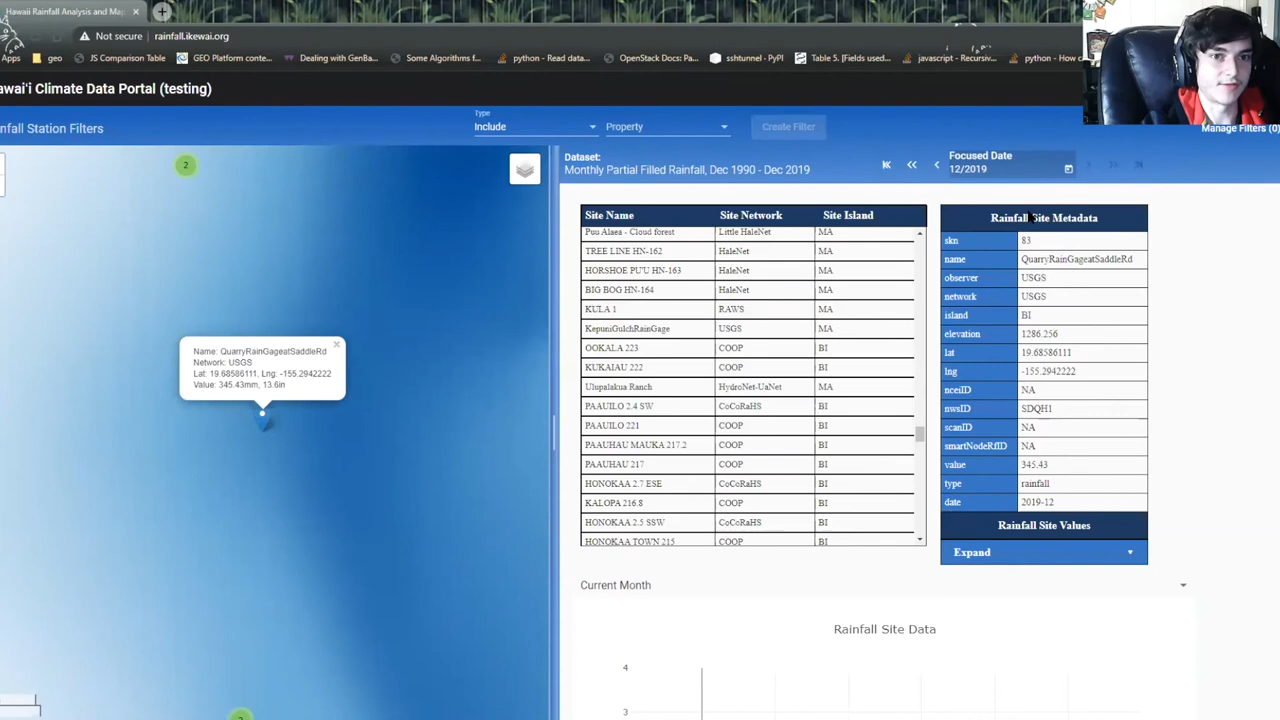 Hawaii Rainfall Analysis and Map
Not secure rainfall.ikewai.org
Apps geo JS Comparison Table GEO Platform conte... Dealing with GenBa... Some Algorithms f... python - Read data... OpenStack Docs: Pa... sshtunnel · PyPI Table 5. [Fields used... javascript - Recursiv... python - How c
awai'i Climate Data Portal (testing)
nfall Station Filters
Type
Include
Property
Create Filter
Manage Filters (0)
2
Name: QuarryRainGageatSaddleRd
Network: USGS
Lat: 19.68586111, Lng: -155.2942222
Value: 345.43mm, 13.6in
Dataset:
Monthly Partial Filled Rainfall, Dec 1990 - Dec 2019
Focused Date
12/2019
Site Name Site Network Site Island
Puu Alaea - Cloud forest Little HaleNet MA
TREE LINE HN-162 HaleNet MA
HORSHOE PU'U HN-163 HaleNet MA
BIG BOG HN-164 HaleNet MA
KULA 1 RAWS MA
KepuniGulchRainGage USGS MA
OOKALA 223 COOP BI
KUKAIAU 222 COOP BI
Ulupalakua Ranch HydroNet-UaNet MA
PAAUILO 2.4 SW CoCoRaHS BI
PAAUILO 221 COOP BI
PAAUHAU MAUKA 217.2 COOP BI
PAAUHAU 217 COOP BI
HONOKAA 2.7 ESE CoCoRaHS BI
KALOPA 216.8 COOP BI
HONOKAA 2.5 SSW CoCoRaHS BI
HONOKAA TOWN 215 COOP BI
Rainfall Site Metadata
skn 83
name QuarryRainGageatSaddleRd
observer USGS
network USGS
island BI
elevation 1286.256
lat 19.68586111
lng -155.2942222
nceiID NA
nwsID SDQH1
scanID NA
smartNodeRfID NA
value 345.43
type rainfall
date 2019-12
Rainfall Site Values
Expand
Current Month
Rainfall Site Data
4
3